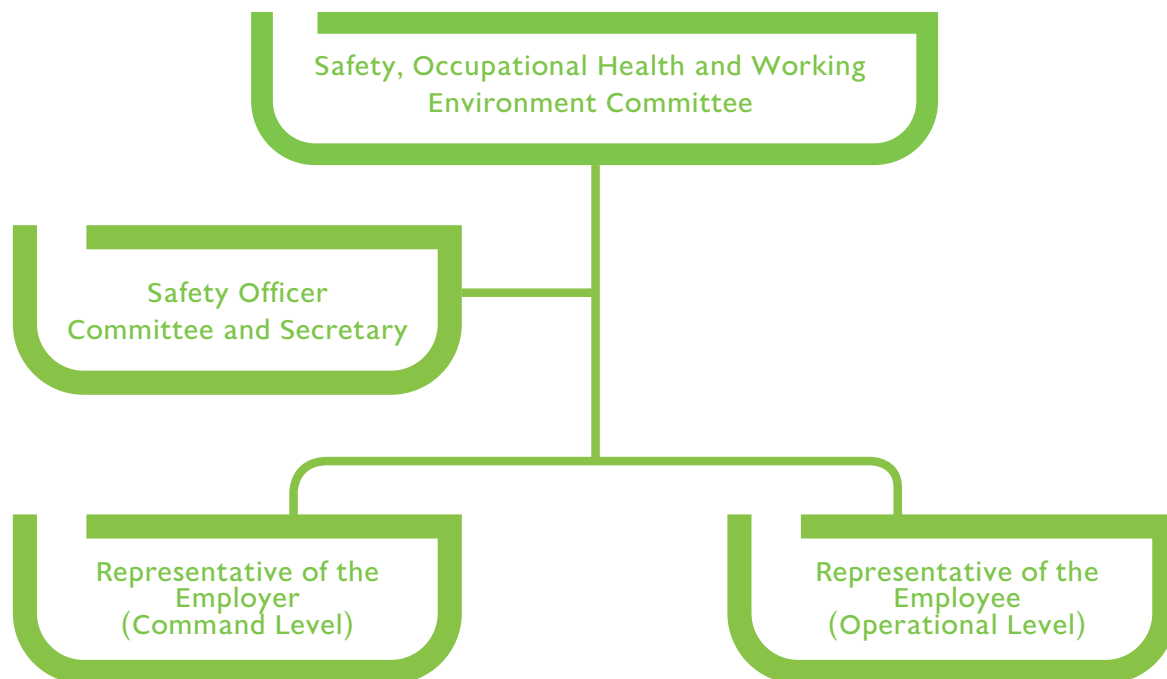 Safety, Occupational Health and Working
Environment Committee
Safety Officer
Committee and Secretary
Representative of the
Employer
(Command Level)
Representative of the
Employee
(Operational Level)